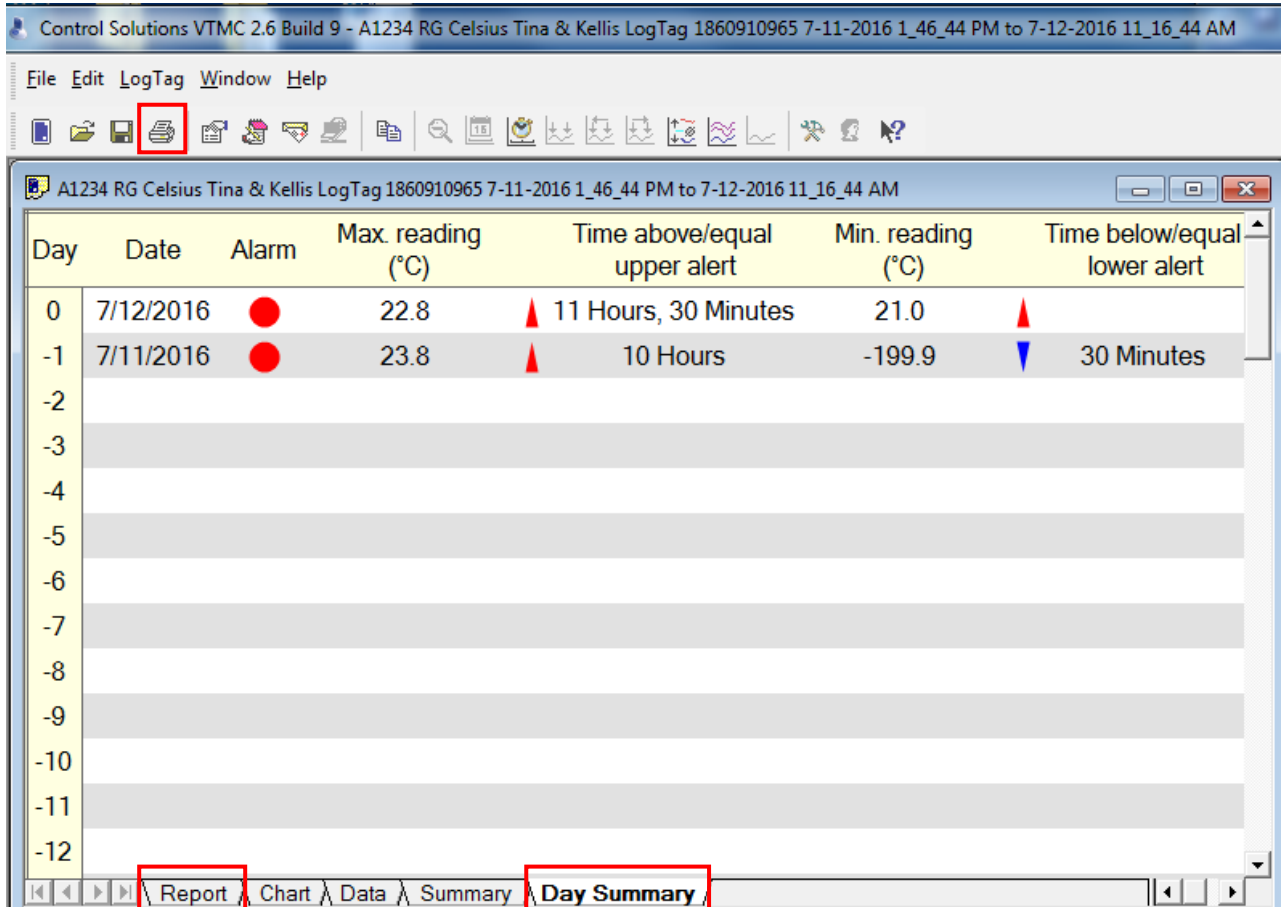 Control Solutions VTMC 2.6 Build 9 - A1234 RG Celsius Tina & Kellis LogTag 1860910965 7-11-2016 1_46_44 PM to 7-12-2016 11_16_44 AM
File Edit LogTag Window Help
15
A1234 RG Celsius Tina & Kellis LogTag 1860910965 7-11-2016 1_46_44 PM to 7-12-2016 11_16_44 AM
Day Date Alarm Max. reading (°C) Time above/equal upper alert Min. reading (°C) Time below/equal lower alert
0 7/12/2016 22.8 11 Hours, 30 Minutes 21.0
-1 7/11/2016 23.8 10 Hours -199.9 30 Minutes
-2
-3
-4
-5
-6
-7
-8
-9
-10
-11
-12
Report Chart Data Summary Day Summary